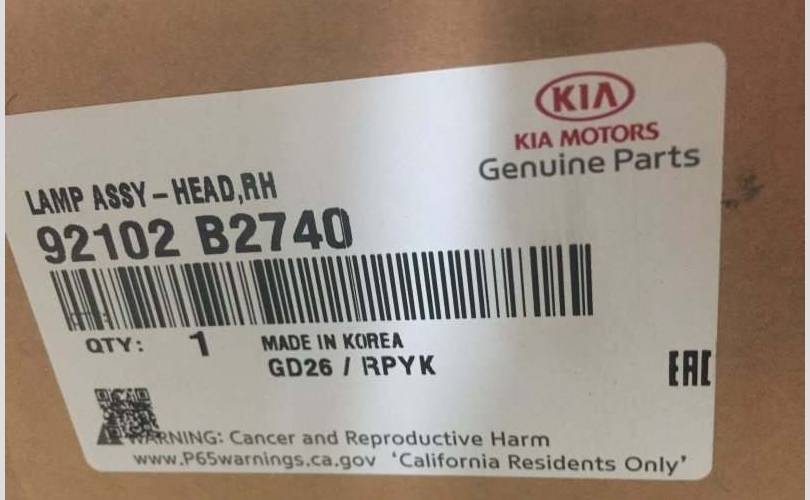 KIA
KIA MOTORS
Genuine Parts
LAMP ASSY - HEAD,RH
92102 B2740
QTY: 1 MADE IN KOREA
GD26 / RPYK
EAC
WARNING: Cancer and Reproductive Harm
www.P65warnings.ca.gov 'California Residents Only'